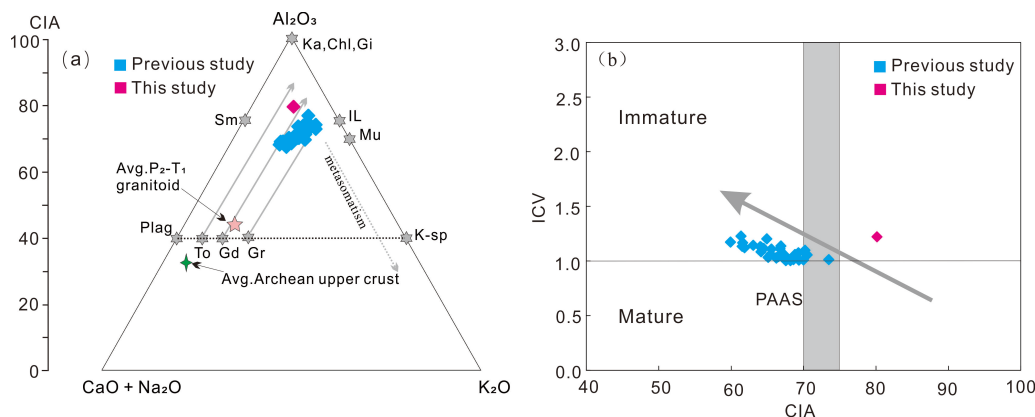 CIA
Al₂O₃
100
80
60
40
20
0
(a)
Previous study
This study
Ka,Chl,Gi
Sm
IL
Mu
Avg.P₂-T₁
granitoid
metasomatism
Plag
K-sp
To Gd Gr
Avg.Archean upper crust
CaO + Na₂O
K₂O
3.0
2.5
2.0
1.5
1.0
0.5
0.0
ICV
(b)
Previous study
This study
Immature
PAAS
Mature
40 50 60 70 80 90 100
CIA